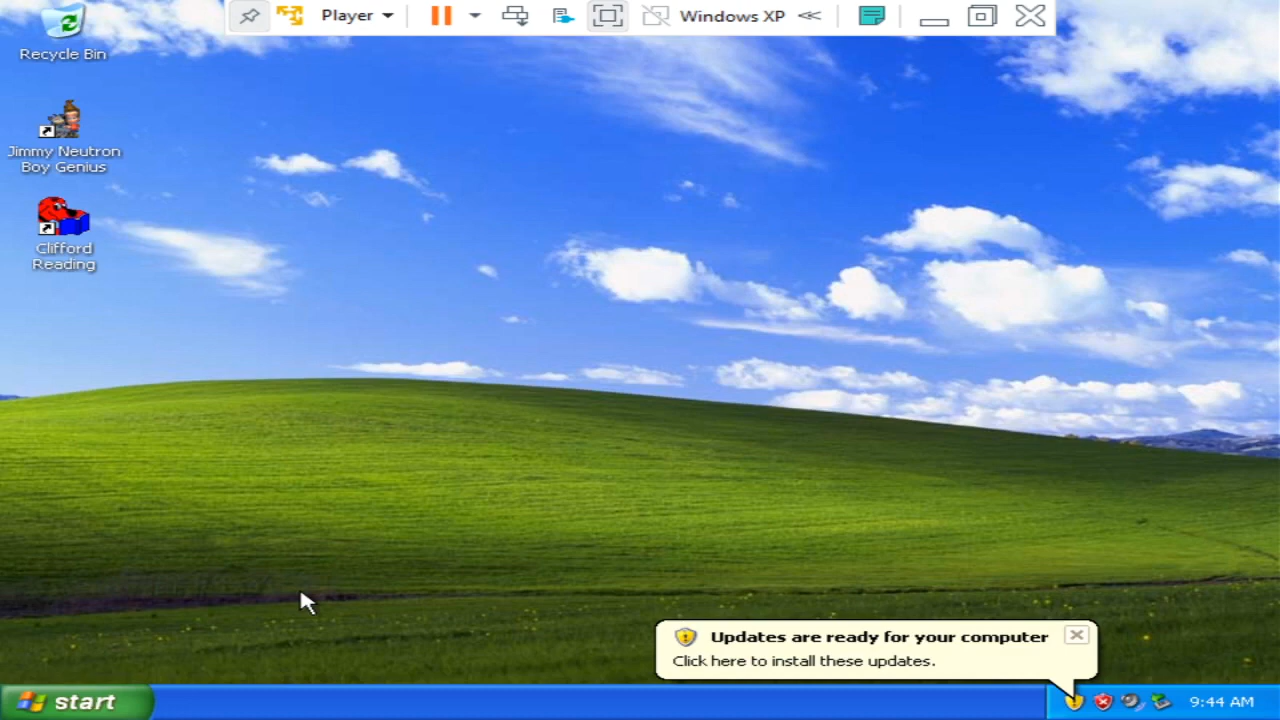 Player
Windows XP
Recycle Bin
Jimmy Neutron
Boy Genius
Clifford
Reading
Updates are ready for your computer
Click here to install these updates.
start
9:44 AM